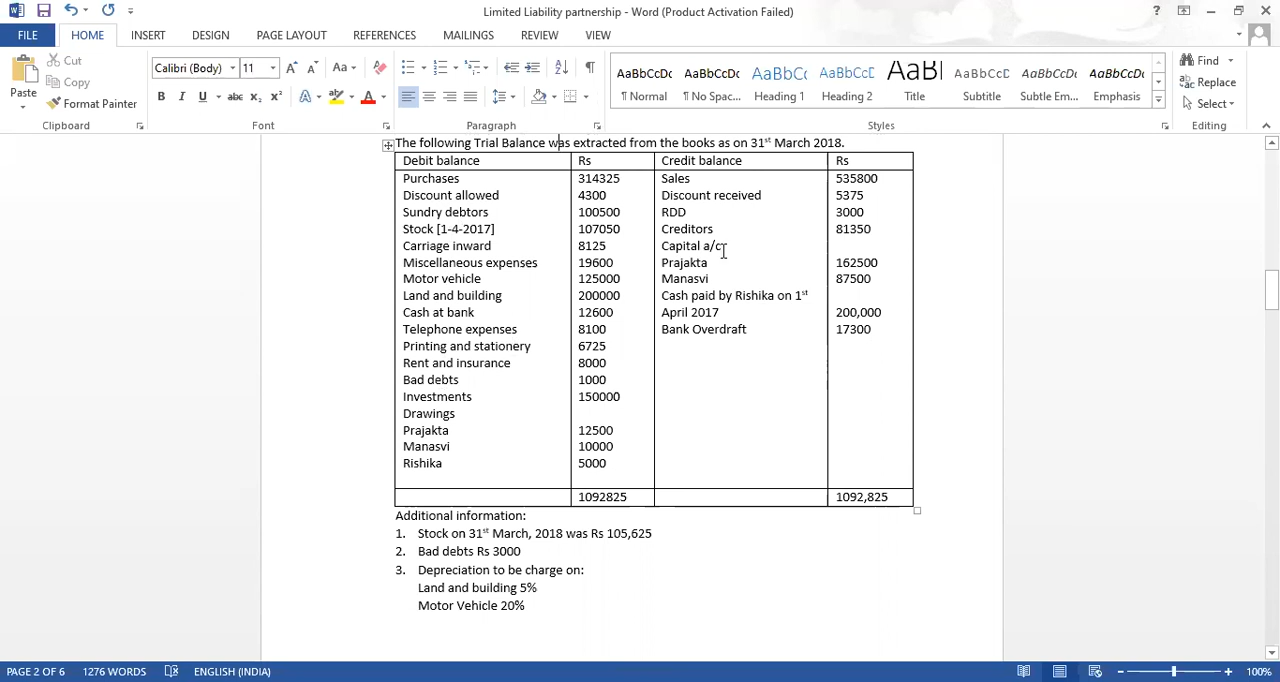 Limited Liability partnership - Word (Product Activation Failed)
FILE HOME INSERT DESIGN PAGE LAYOUT REFERENCES MAILINGS REVIEW VIEW
Paste Cut Copy Format Painter
Calibri (Body) 11
AaBbCcDc AaBbCcDc AaBbCc AaBbCcD AaBl AaBbCcD AaBbCcDc AaBbCcDc
¶ Normal ¶ No Spac... Heading 1 Heading 2 Title Subtitle Subtle Em... Emphasis
Find Replace Select
Clipboard Font Paragraph Styles Editing
The following Trial Balance was extracted from the books as on 31st March 2018.
Debit balance Rs Credit balance Rs
Purchases 314325 Sales 535800
Discount allowed 4300 Discount received 5375
Sundry debtors 100500 RDD 3000
Stock [1-4-2017] 107050 Creditors 81350
Carriage inward 8125 Capital a/c
Miscellaneous expenses 19600 Prajakta 162500
Motor vehicle 125000 Manasvi 87500
Land and building 200000 Cash paid by Rishika on 1st
Cash at bank 12600 April 2017 200,000
Telephone expenses 8100 Bank Overdraft 17300
Printing and stationery 6725
Rent and insurance 8000
Bad debts 1000
Investments 150000
Drawings
Prajakta 12500
Manasvi 10000
Rishika 5000
1092825 1092,825
Additional information:
1. Stock on 31st March, 2018 was Rs 105,625
2. Bad debts Rs 3000
3. Depreciation to be charge on:
Land and building 5%
Motor Vehicle 20%
PAGE 2 OF 6 1276 WORDS ENGLISH (INDIA) 100%